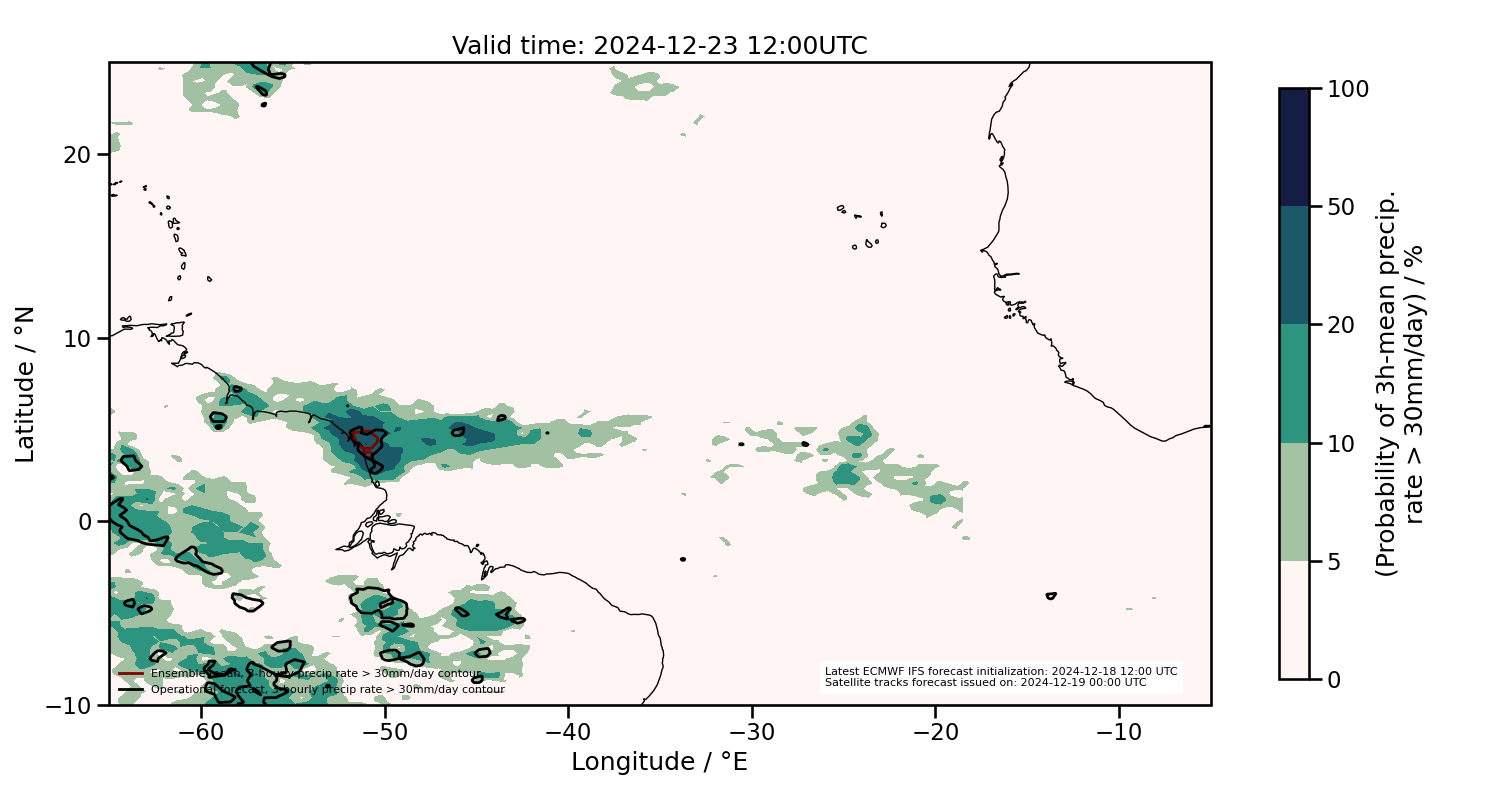 Valid time: 2024-12-23 12:00UTC
20
10
0
−10
Latitude / °N
−60
−50
−40
−30
−20
−10
Longitude / °E
Ensemble mean, 3-hourly precip rate > 30mm/day contour
Operational forecast, 3-hourly precip rate > 30mm/day contour
Latest ECMWF IFS forecast initialization: 2024-12-18 12:00 UTC
Satellite tracks forecast issued on: 2024-12-19 00:00 UTC
100
50
20
10
5
0
(Probability of 3h-mean precip.
rate > 30mm/day) / %